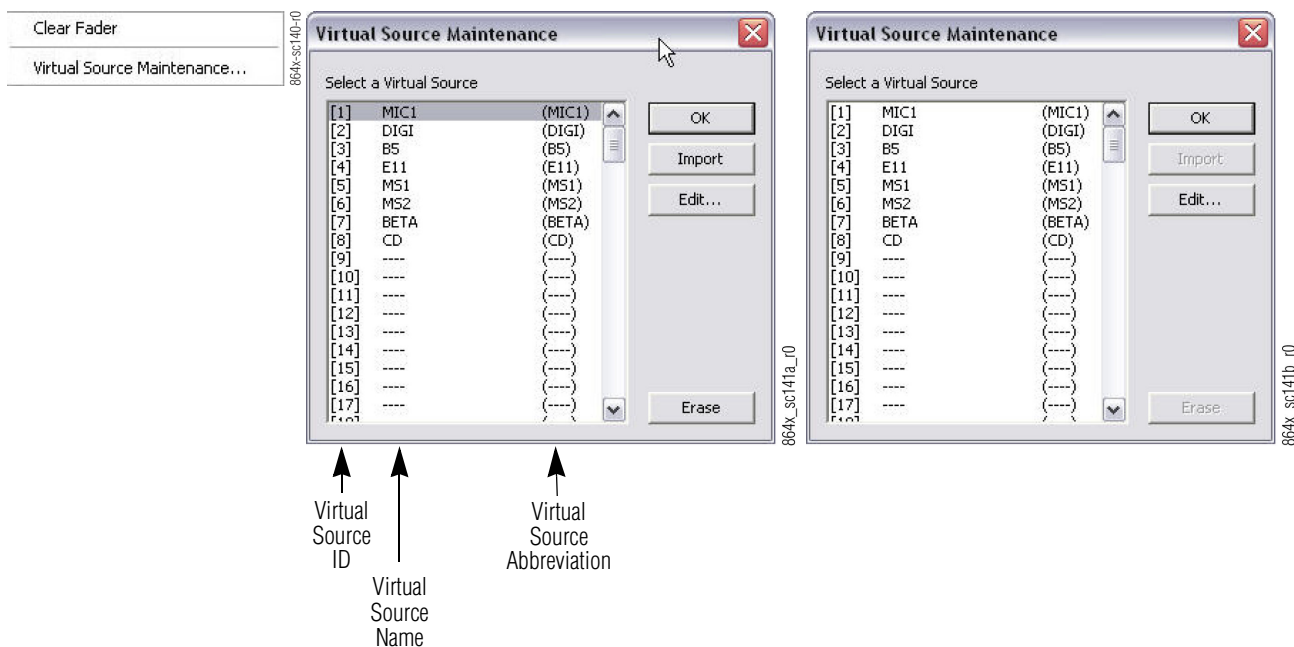 Clear Fader
Virtual Source Maintenance...
864x-sc140-r0
Virtual Source Maintenance
Select a Virtual Source
[1] MIC1 (MIC1)
[2] DIGI (DIGI)
[3] B5 (B5)
[4] E11 (E11)
[5] MS1 (MS1)
[6] MS2 (MS2)
[7] BETA (BETA)
[8] CD (CD)
[9] ---- (----)
[10] ---- (----)
[11] ---- (----)
[12] ---- (----)
[13] ---- (----)
[14] ---- (----)
[15] ---- (----)
[16] ---- (----)
[17] ---- (----)
OK
Import
Edit...
Erase
864x_sc141a_r0
Virtual Source Maintenance
Select a Virtual Source
[1] MIC1 (MIC1)
[2] DIGI (DIGI)
[3] B5 (B5)
[4] E11 (E11)
[5] MS1 (MS1)
[6] MS2 (MS2)
[7] BETA (BETA)
[8] CD (CD)
[9] ---- (----)
[10] ---- (----)
[11] ---- (----)
[12] ---- (----)
[13] ---- (----)
[14] ---- (----)
[15] ---- (----)
[16] ---- (----)
[17] ---- (----)
OK
Import
Edit...
Erase
864x_sc141b_r0
Virtual
Source
ID
Virtual
Source
Name
Virtual
Source
Abbreviation